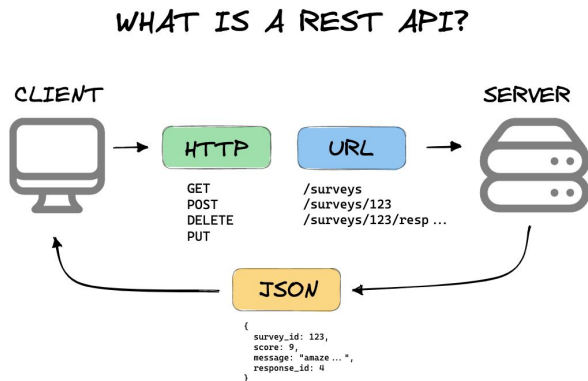 WHAT IS A REST API?
CLIENT
SERVER
HTTP
URL
GET
POST
DELETE
PUT
/surveys
/surveys/123
/surveys/123/resp ...
JSON
{
survey_id: 123,
score: 9,
message: "amaze ...",
response_id: 4
}